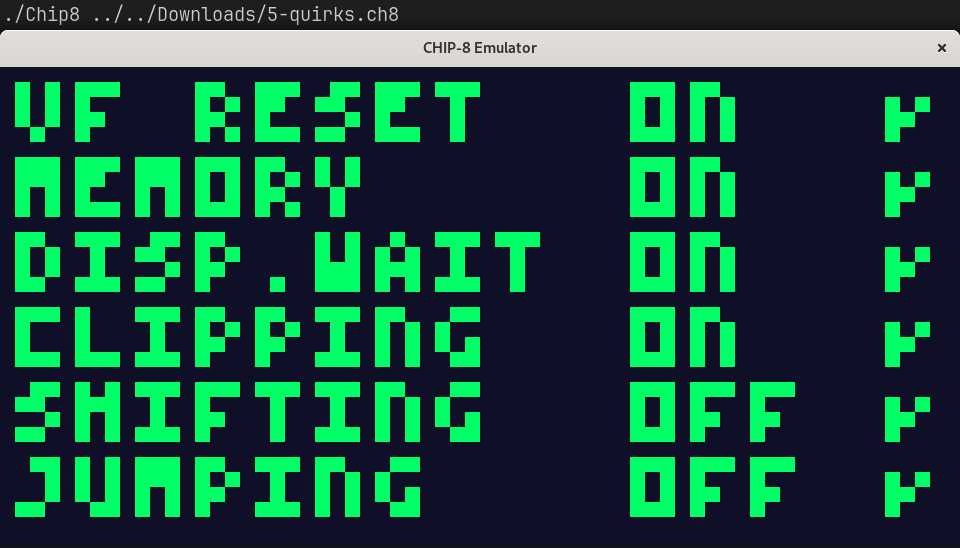 ./Chip8 ../../Downloads/5-quirks.ch8
CHIP-8 Emulator ×
VF RESET ON ✓
MEMORY ON ✓
DISP.WAIT ON ✓
CLIPPING ON ✓
SHIFTING OFF ✓
JUMPING OFF ✓